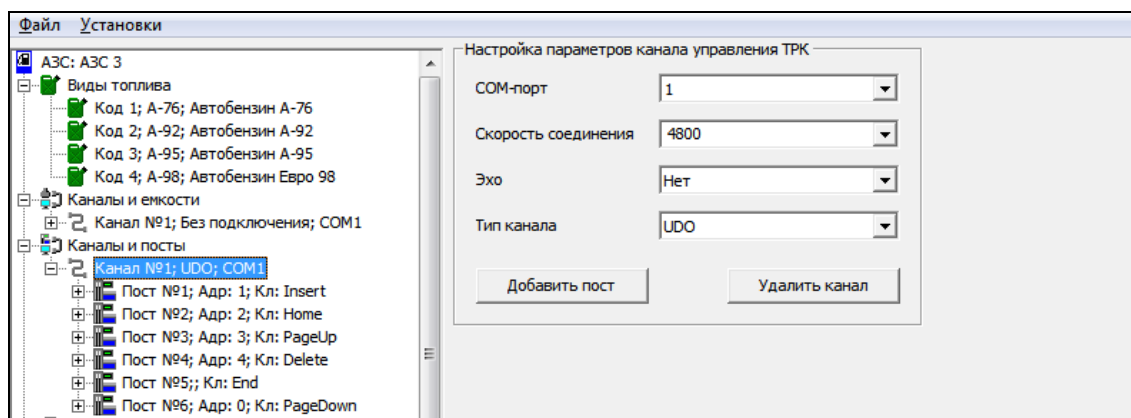 Файл Установки
АЗС: АЗС 3
Виды топлива
Код 1; А-76; Автобензин А-76
Код 2; А-92; Автобензин А-92
Код 3; А-95; Автобензин А-95
Код 4; А-98; Автобензин Евро 98
Каналы и емкости
Канал №1; Без подключения; COM1
Каналы и посты
Канал №1; UDO; COM1
Пост №1; Адр: 1; Кл: Insert
Пост №2; Адр: 2; Кл: Home
Пост №3; Адр: 3; Кл: PageUp
Пост №4; Адр: 4; Кл: Delete
Пост №5;; Кл: End
Пост №6; Адр: 0; Кл: PageDown
Настройка параметров канала управления ТРК
COM-порт 1
Скорость соединения 4800
Эхо Нет
Тип канала UDO
Добавить пост Удалить канал